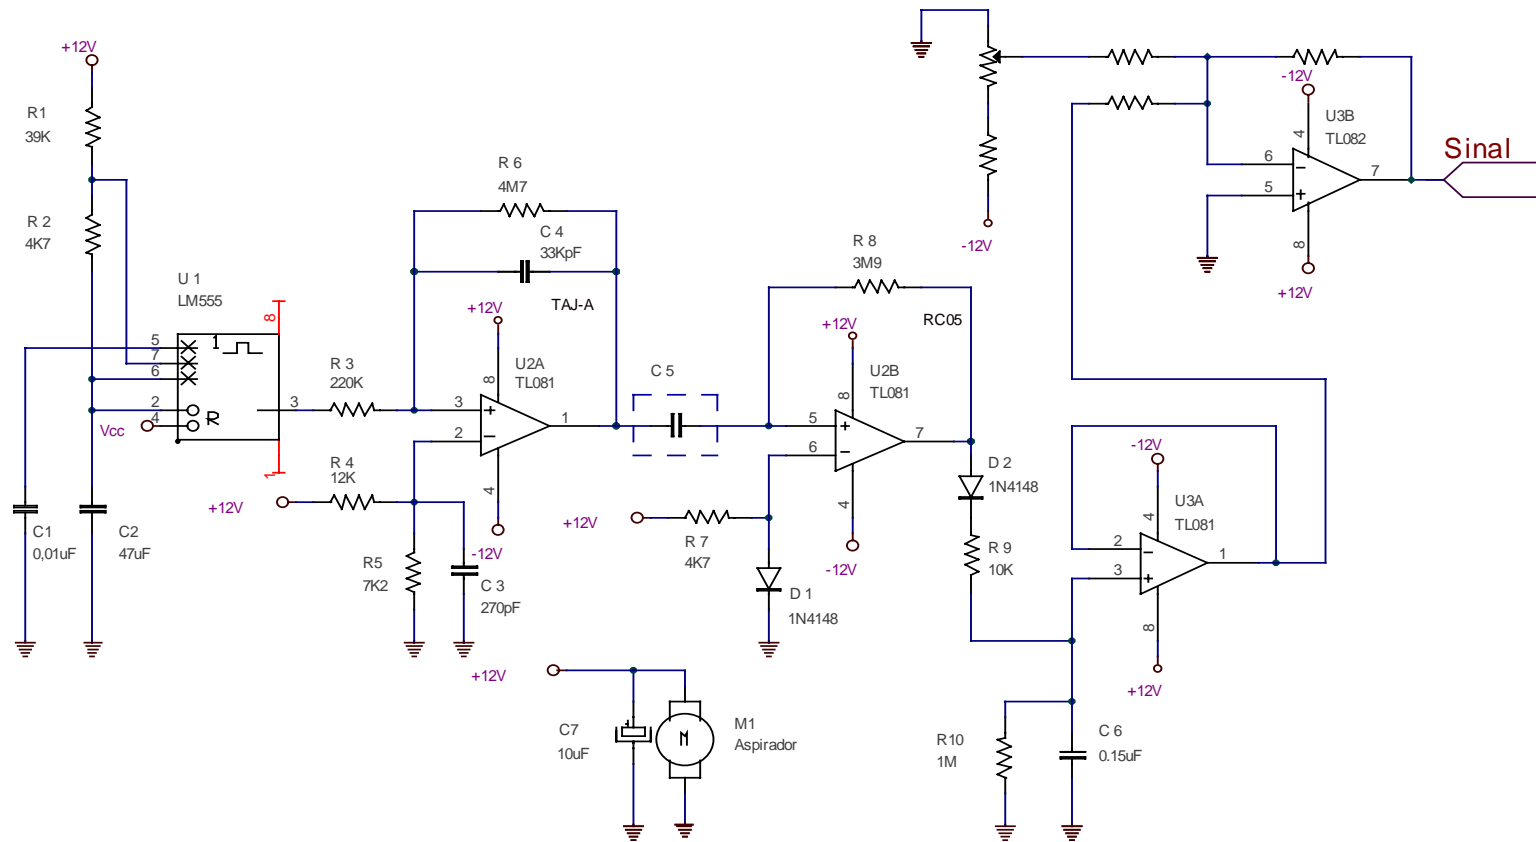 +12V
R1
39K
R 2
4K7
U 1
LM555
8
1
5
7
6
2
4
R
3
1
Vcc
C1
0,01uF
C2
47uF
R 3
220K
R 4
12K
+12V
R5
7K2
C 3
270pF
R 6
4M7
C 4
33KpF
TAJ-A
+12V
U2A
TL081
8
3
2
1
4
+
−
-12V
C 5
R 8
3M9
RC05
+12V
U2B
TL081
8
5
6
7
4
+
−
-12V
+12V
R 7
4K7
D 1
1N4148
D 2
1N4148
R 9
10K
+12V
C7
10uF
M
M1
Aspirador
R10
1M
C 6
0.15uF
-12V
U3A
TL081
4
2
3
1
8
−
+
+12V
-12V
-12V
U3B
TL082
4
6
5
7
8
−
+
+12V
Sinal